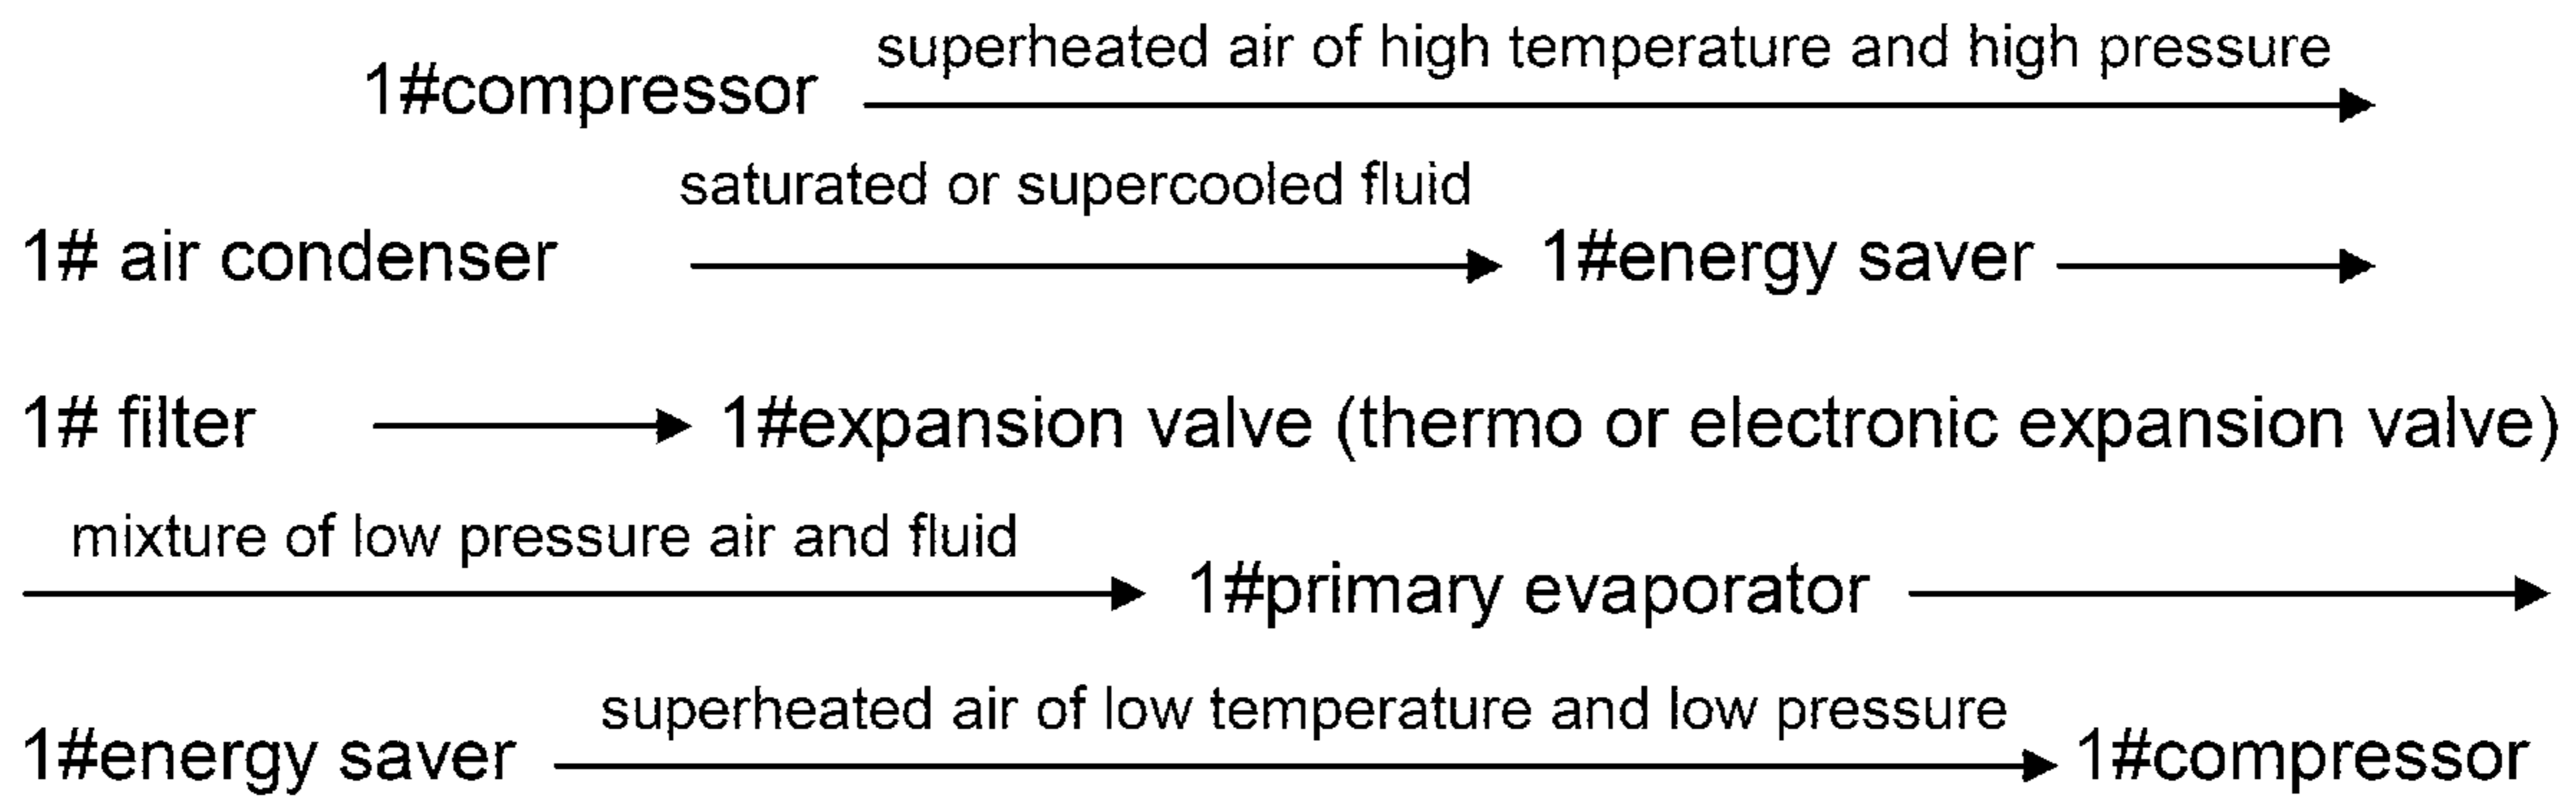 superheated air of high temperature and high pressure
1#compressor
saturated or supercooled fluid
1# air condenser 1#energy saver
1# filter 1#expansion valve (thermo or electronic expansion valve)
mixture of low pressure air and fluid
1#primary evaporator
superheated air of low temperature and low pressure
1#energy saver 1#compressor